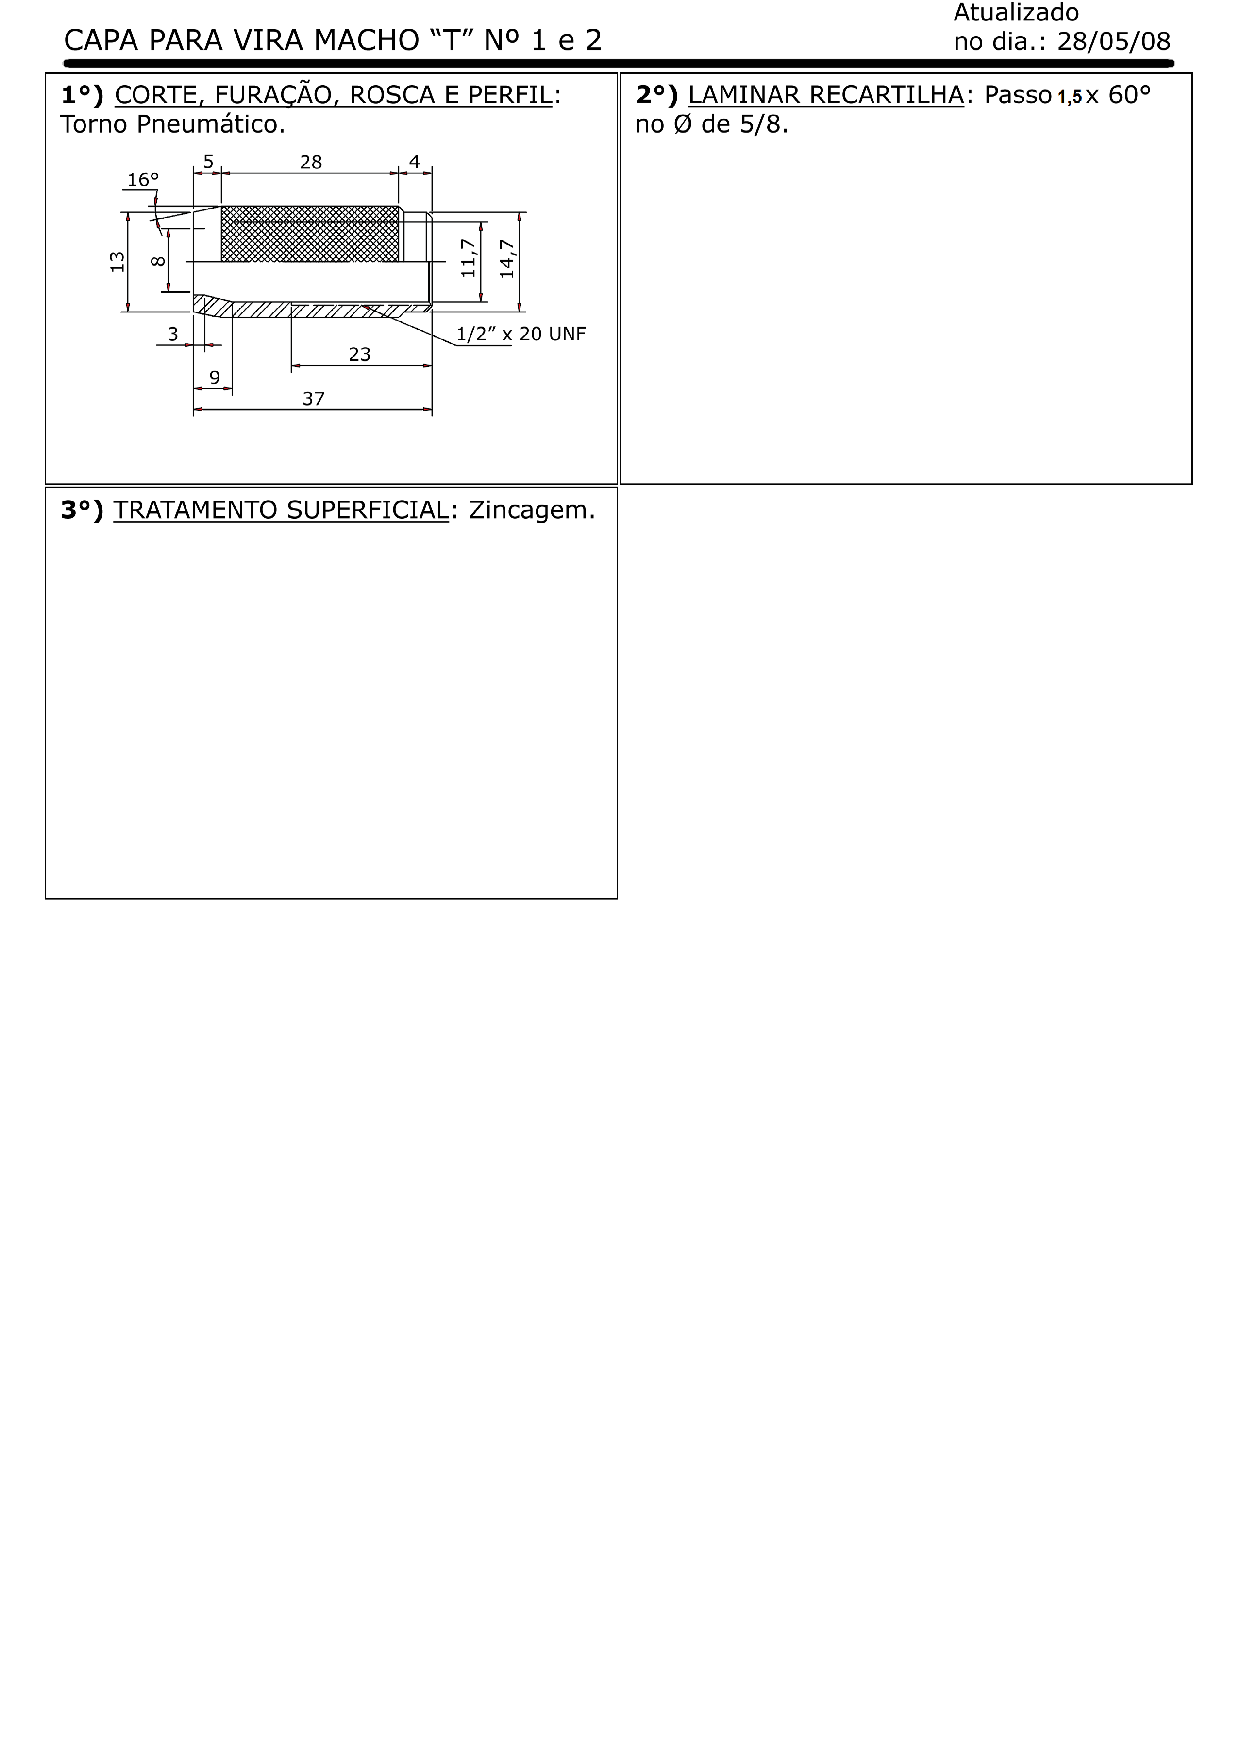 Atualizado
CAPA PARA VIRA MACHO “T” Nº 1 e 2
no dia.: 28/05/08
1°) CORTE, FURAÇÃO, ROSCA E PERFIL:
Torno Pneumático.
5
28
4
16°
13
8
11,7
14,7
3
1/2” x 20 UNF
23
9
37
2°) LAMINAR RECARTILHA: Passo 1,5 x 60°
no Ø de 5/8.
3°) TRATAMENTO SUPERFICIAL: Zincagem.